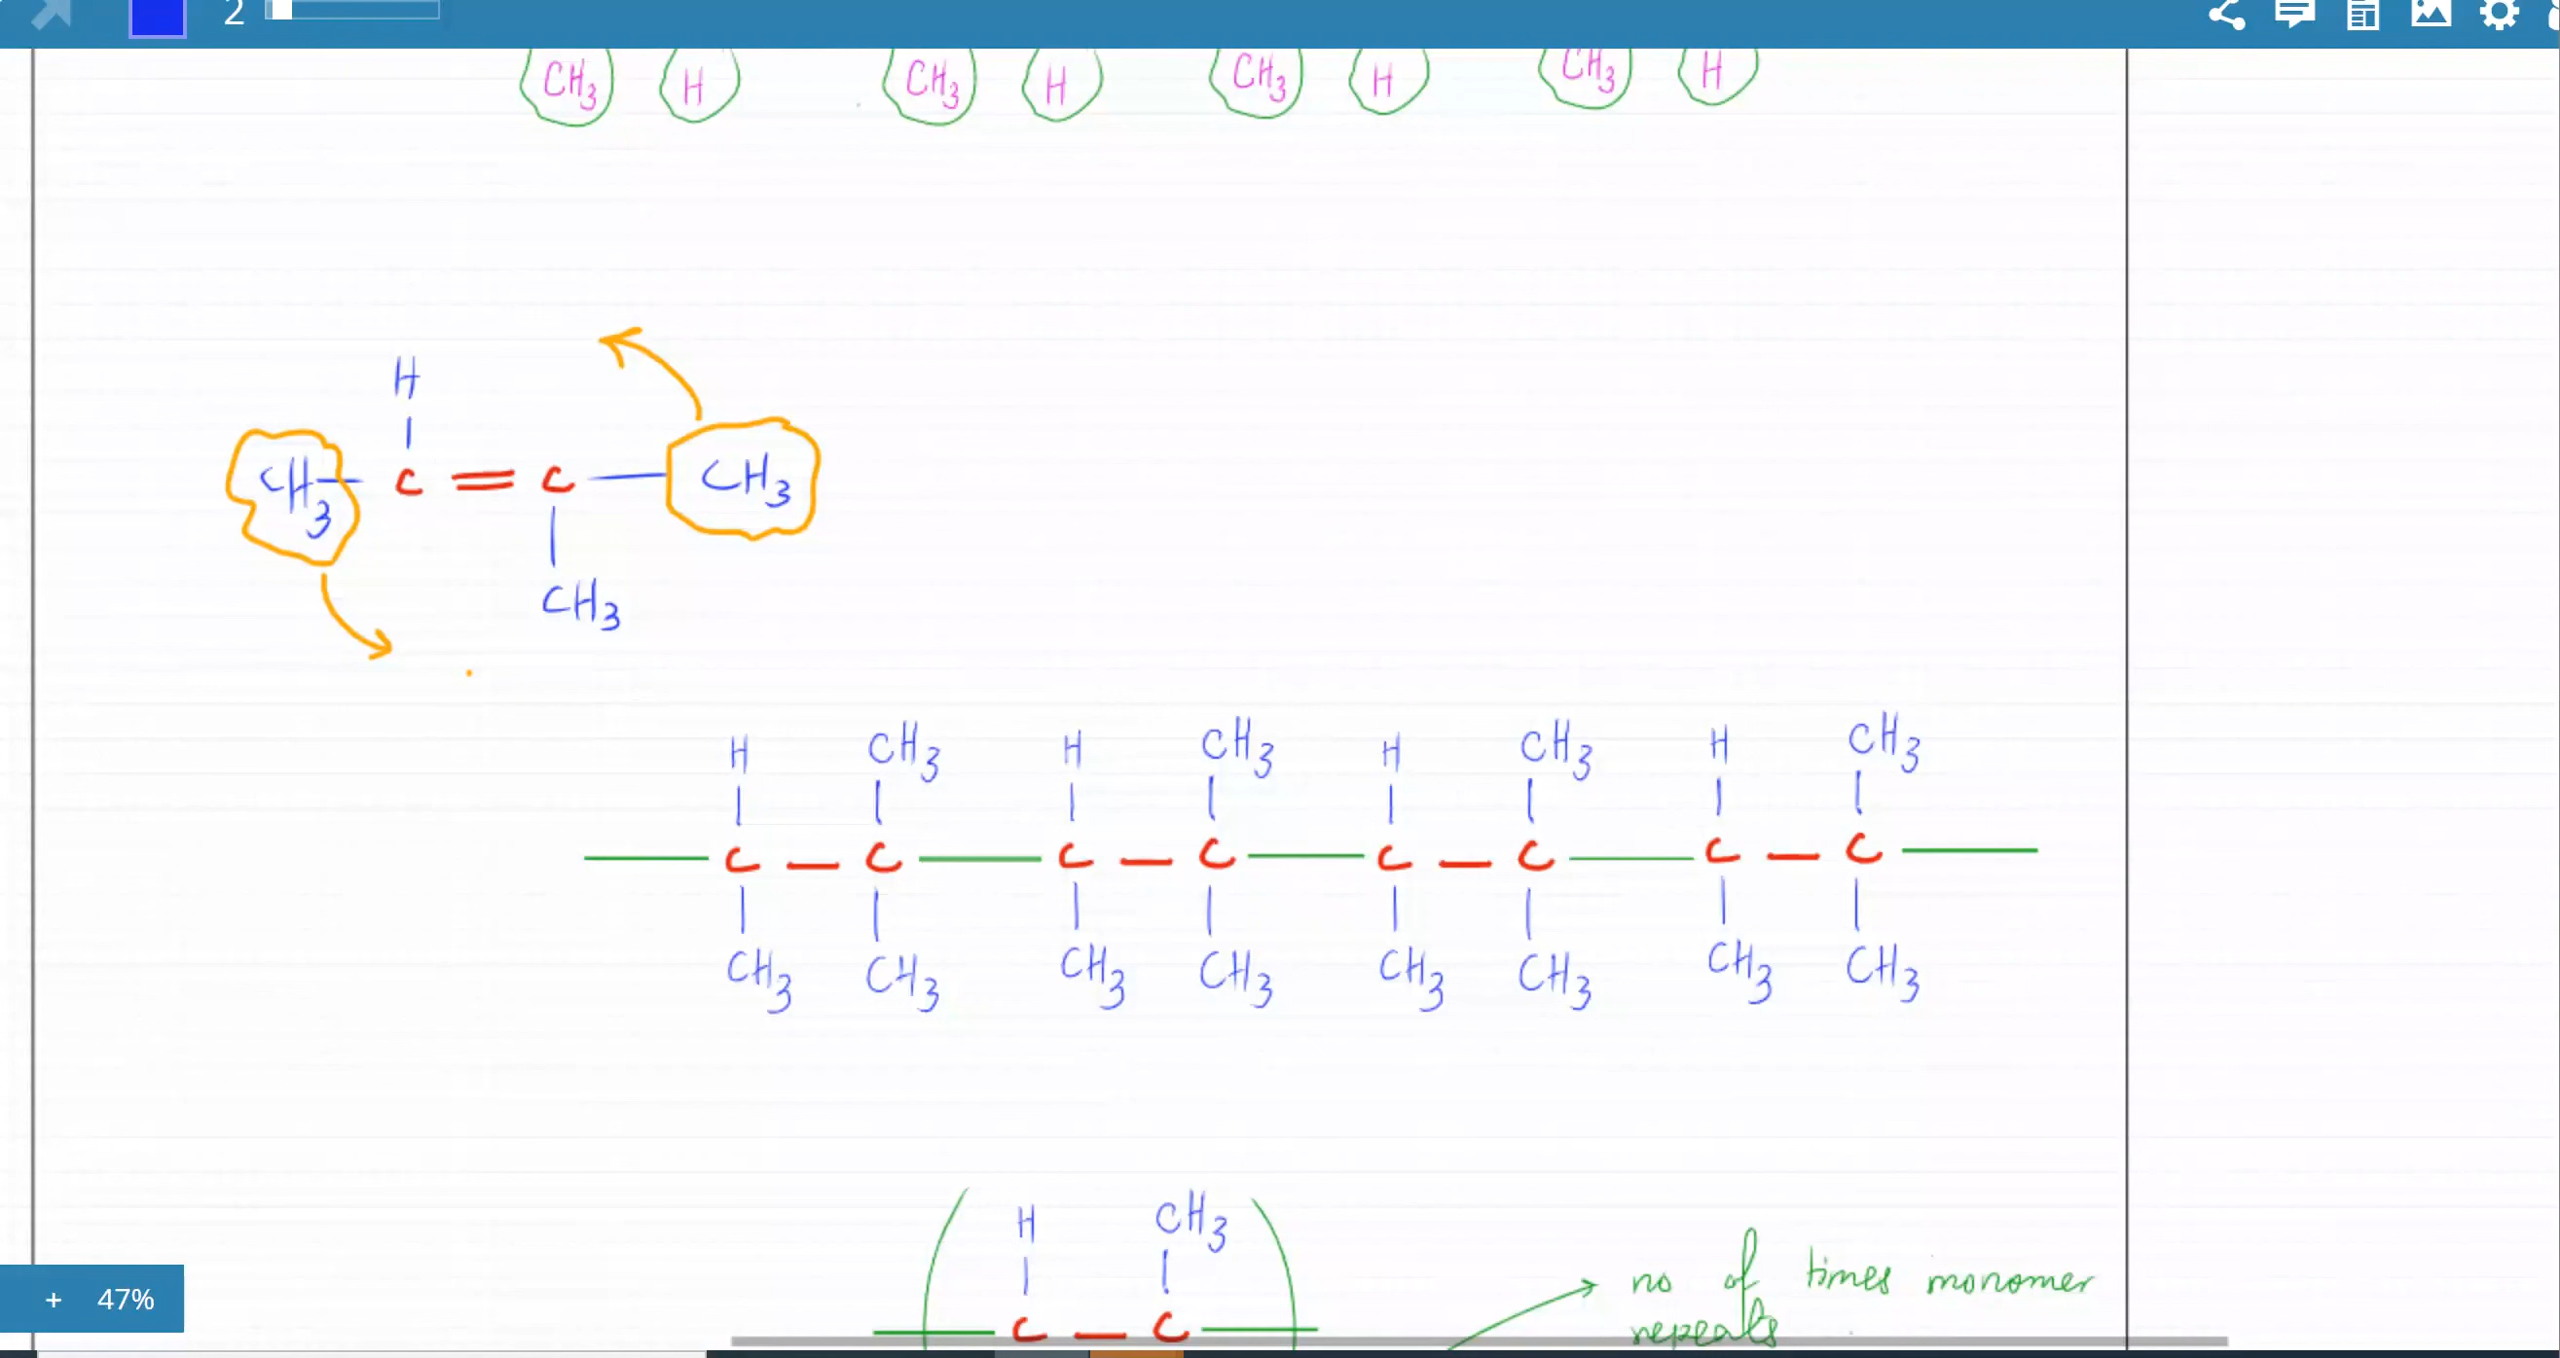 2
CH3 H CH3 H CH3 H CH3 H
H
CH3 - C = C - CH3
CH3
H CH3 H CH3 H CH3 H CH3
- C - C - C - C - C - C - C - C -
CH3 CH3 CH3 CH3 CH3 CH3 CH3 CH3
H CH3
- C - C -
no of times monomer
repeats
+ 47%